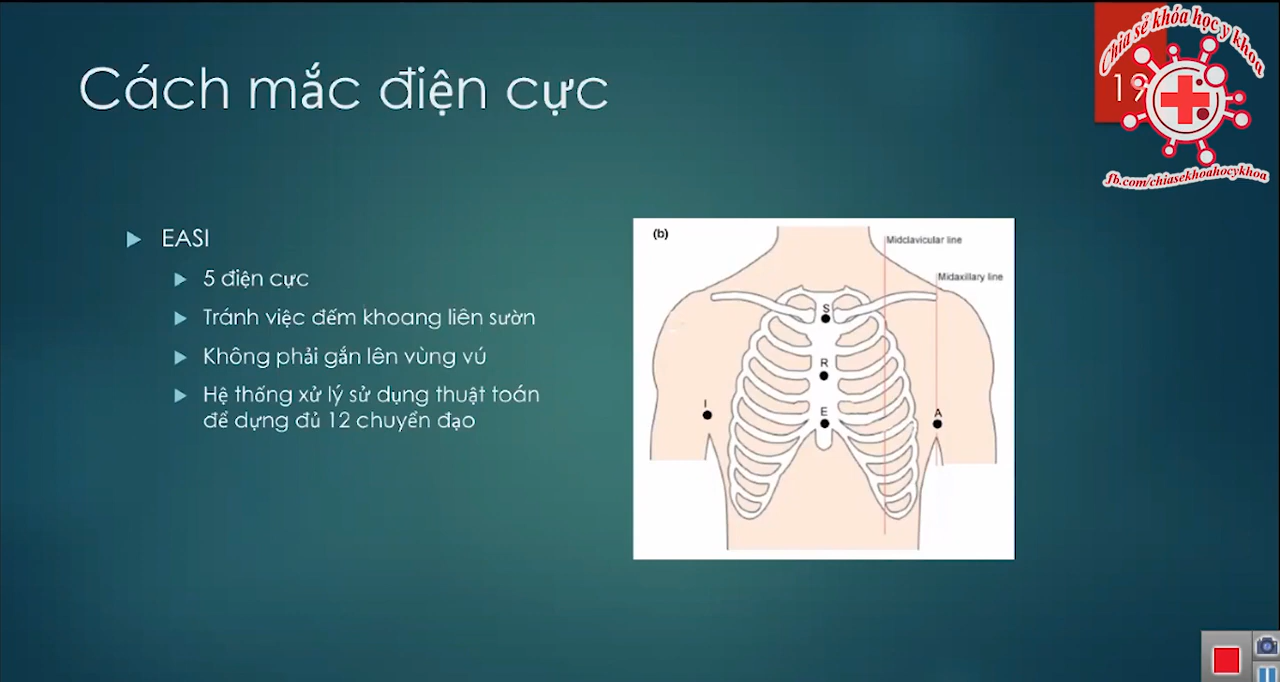 Chia sẻ khóa học y khoa
19
Cách mắc điện cực
fb.com/chiasekhoahocykhoa
EASI
5 điện cực
Tránh việc đếm khoang liên sườn
Không phải gắn lên vùng vú
Hệ thống xử lý sử dụng thuật toán
để dựng đủ 12 chuyển đạo
(b)
Midclavicular line
Midaxillary line
S
R
I
E
A